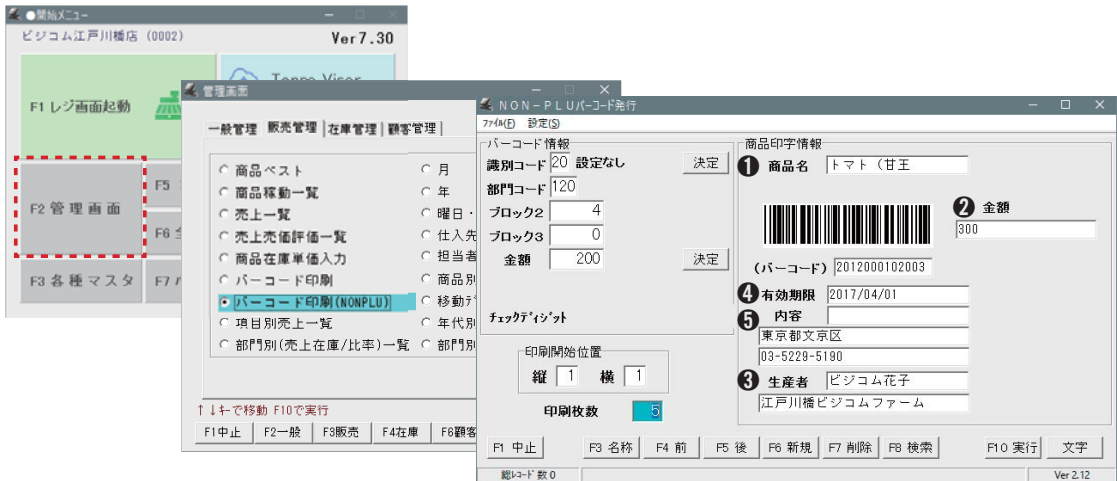 ●開始メニュー
ビジコム江戸川橋店 (0002)
Ver7.30
F1 レジ画面起動
F2 管 理 画 面
F5
F6
F3 各 種 マ ス タ
F7
管理画面
一般管理 販売管理 在庫管理 顧客管理
商品ベスト
月
商品稼動一覧
年
売上一覧
曜日・
売上売価評価一覧
仕入先
商品在庫単価入力
担当者
バーコード印刷
商品別
バーコード印刷(NONPLU)
項目別売上一覧
年代別
部門別(売上在庫/比率)一覧
部門別
↑↓キーで移動 F10で実行
F1中止 F2一般 F3販売 F4在庫 F6顧客
NON-PLUバーコード発行
ファイル(F) 設定(S)
バーコード情報
識別コード 20 設定なし 決定
部門コード 120
ブロック2 4
ブロック3 0
金額 200 決定
チェックデイジット
印刷開始位置
縦 1 横 1
印刷枚数 5
商品印字情報
❶ 商品名 トマト (甘王
❷ 金額
300
(バーコード) 2012000102003
❹ 有効期限 2017/04/01
❺ 内容
東京都文京区
03-5229-5190
❸ 生産者 ビジコム花子
江戸川橋ビジコムファーム
F1 中止 F3 名称 F4 前 F5 後 F6 新規 F7 削除 F8 検索 F10 実行 文字
総レコード数 0
Ver 2.12